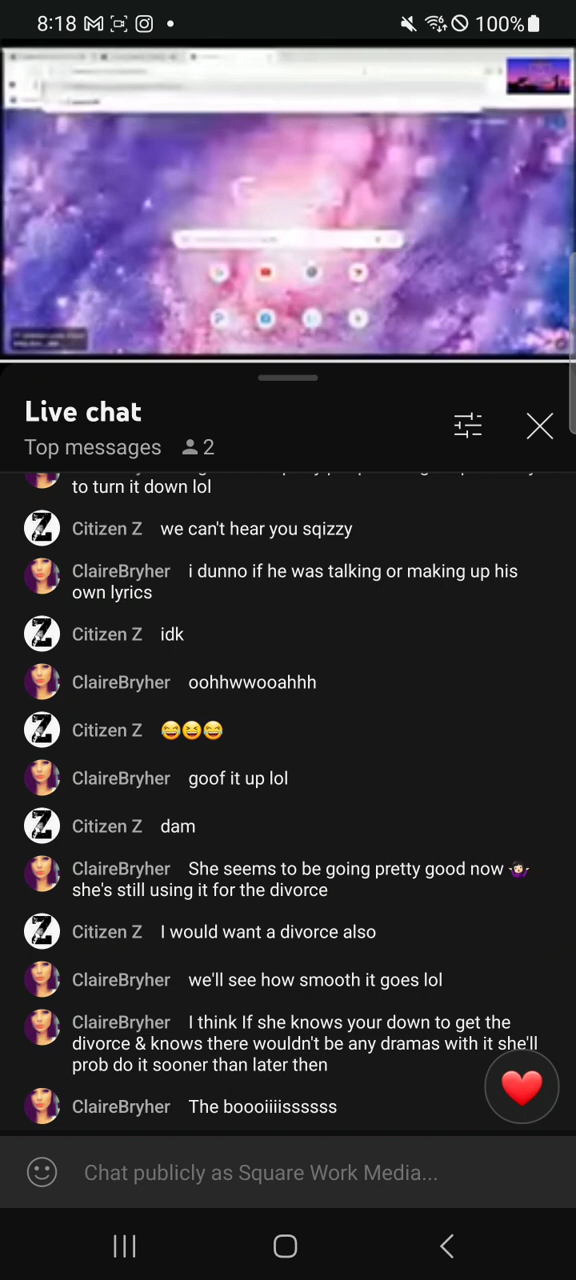 8:18
100%
Live chat
Top messages 2
to turn it down lol
Citizen Z we can't hear you sqizzy
ClaireBryher i dunno if he was talking or making up his
own lyrics
Citizen Z idk
ClaireBryher oohhwwooahhh
Citizen Z 😂😆😂
ClaireBryher goof it up lol
Citizen Z dam
ClaireBryher She seems to be going pretty good now 🤷🏻‍♀️
she's still using it for the divorce
Citizen Z I would want a divorce also
ClaireBryher we'll see how smooth it goes lol
ClaireBryher I think If she knows your down to get the
divorce & knows there wouldn't be any dramas with it she'll
prob do it sooner than later then
ClaireBryher The boooiiiissssss
Chat publicly as Square Work Media...